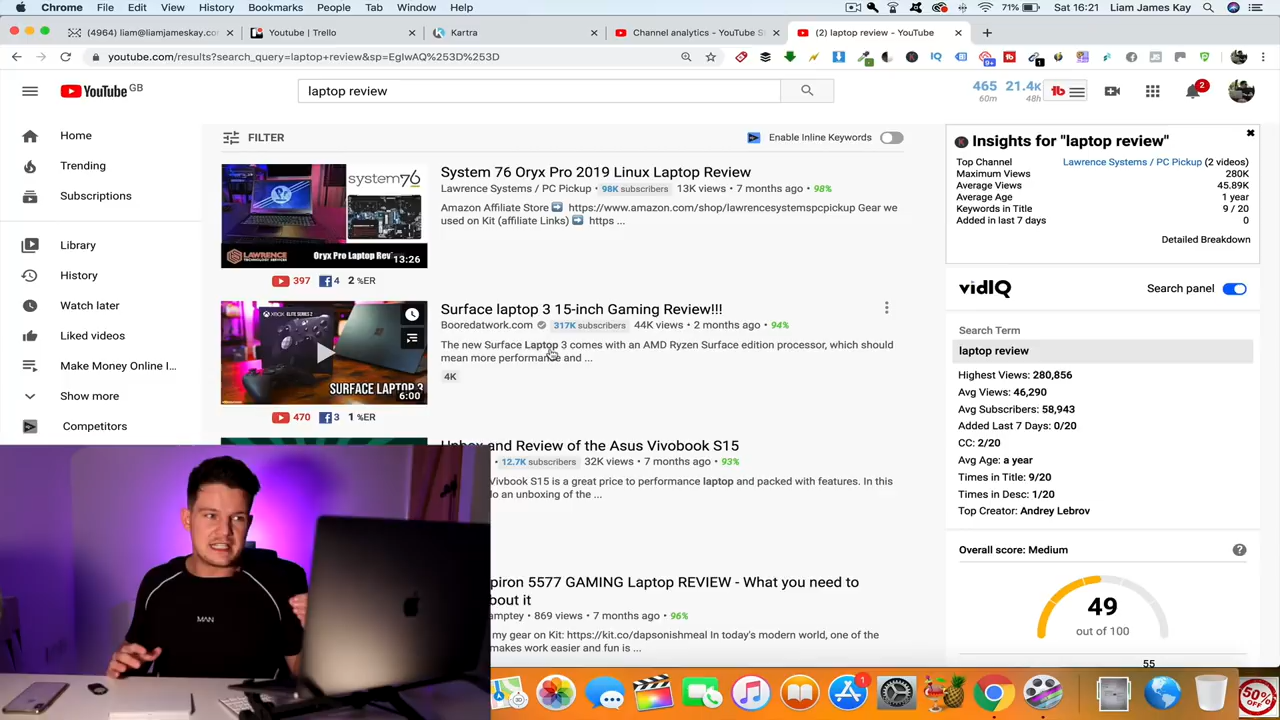 Chrome File Edit View History Bookmarks People Tab Window Help 71% Sat 16:21 Liam James Kay
(4964) liam@liamjameskay.co Youtube | Trello Kartra Channel analytics - YouTube S (2) laptop review - YouTube
youtube.com/results?search_query=laptop+review&sp=EgIwAQ%253D%253D
YouTube GB
laptop review
465 60m
21.4K 48h
tb
2
Home
Trending
Subscriptions
Library
History
Watch later
Liked videos
Make Money Online I...
Show more
Competitors
FILTER
Enable Inline Keywords
system76
LAWRENCE
Oryx Pro Laptop Rev
13:26
System 76 Oryx Pro 2019 Linux Laptop Review
Lawrence Systems / PC Pickup • 98K subscribers • 13K views • 7 months ago • 98%
Amazon Affiliate Store https://www.amazon.com/shop/lawrencesystemspcpickup Gear we
used on Kit (affiliate Links) https ...
397 4 2 %ER
XBOX ELITE SERIES 2
SURFACE LAPTOP 3
6:00
Surface laptop 3 15-inch Gaming Review!!!
Booredatwork.com 317K subscribers 44K views • 2 months ago • 94%
The new Surface Laptop 3 comes with an AMD Ryzen Surface edition processor, which should
mean more performance and ...
4K
470 3 1 %ER
Unbox and Review of the Asus Vivobook S15
• 12.7K subscribers 32K views • 7 months ago • 93%
Vivbook S15 is a great price to performance laptop and packed with features. In this
do an unboxing of the ...
piron 5577 GAMING Laptop REVIEW - What you need to
bout it
amptey • 869 views • 7 months ago • 96%
my gear on Kit: https://kit.co/dapsonishmeal In today's modern world, one of the
makes work easier and fun is ...
Insights for "laptop review"
Top Channel Lawrence Systems / PC Pickup (2 videos)
Maximum Views 280K
Average Views 45.89K
Average Age 1 year
Keywords in Title 9 / 20
Added in last 7 days 0
Detailed Breakdown
vidIQ Search panel
Search Term
laptop review
Highest Views: 280,856
Avg Views: 46,290
Avg Subscribers: 58,943
Added Last 7 Days: 0/20
CC: 2/20
Avg Age: a year
Times in Title: 9/20
Times in Desc: 1/20
Top Creator: Andrey Lebrov
Overall score: Medium
49
out of 100
55
MAN
1
50%
OFF